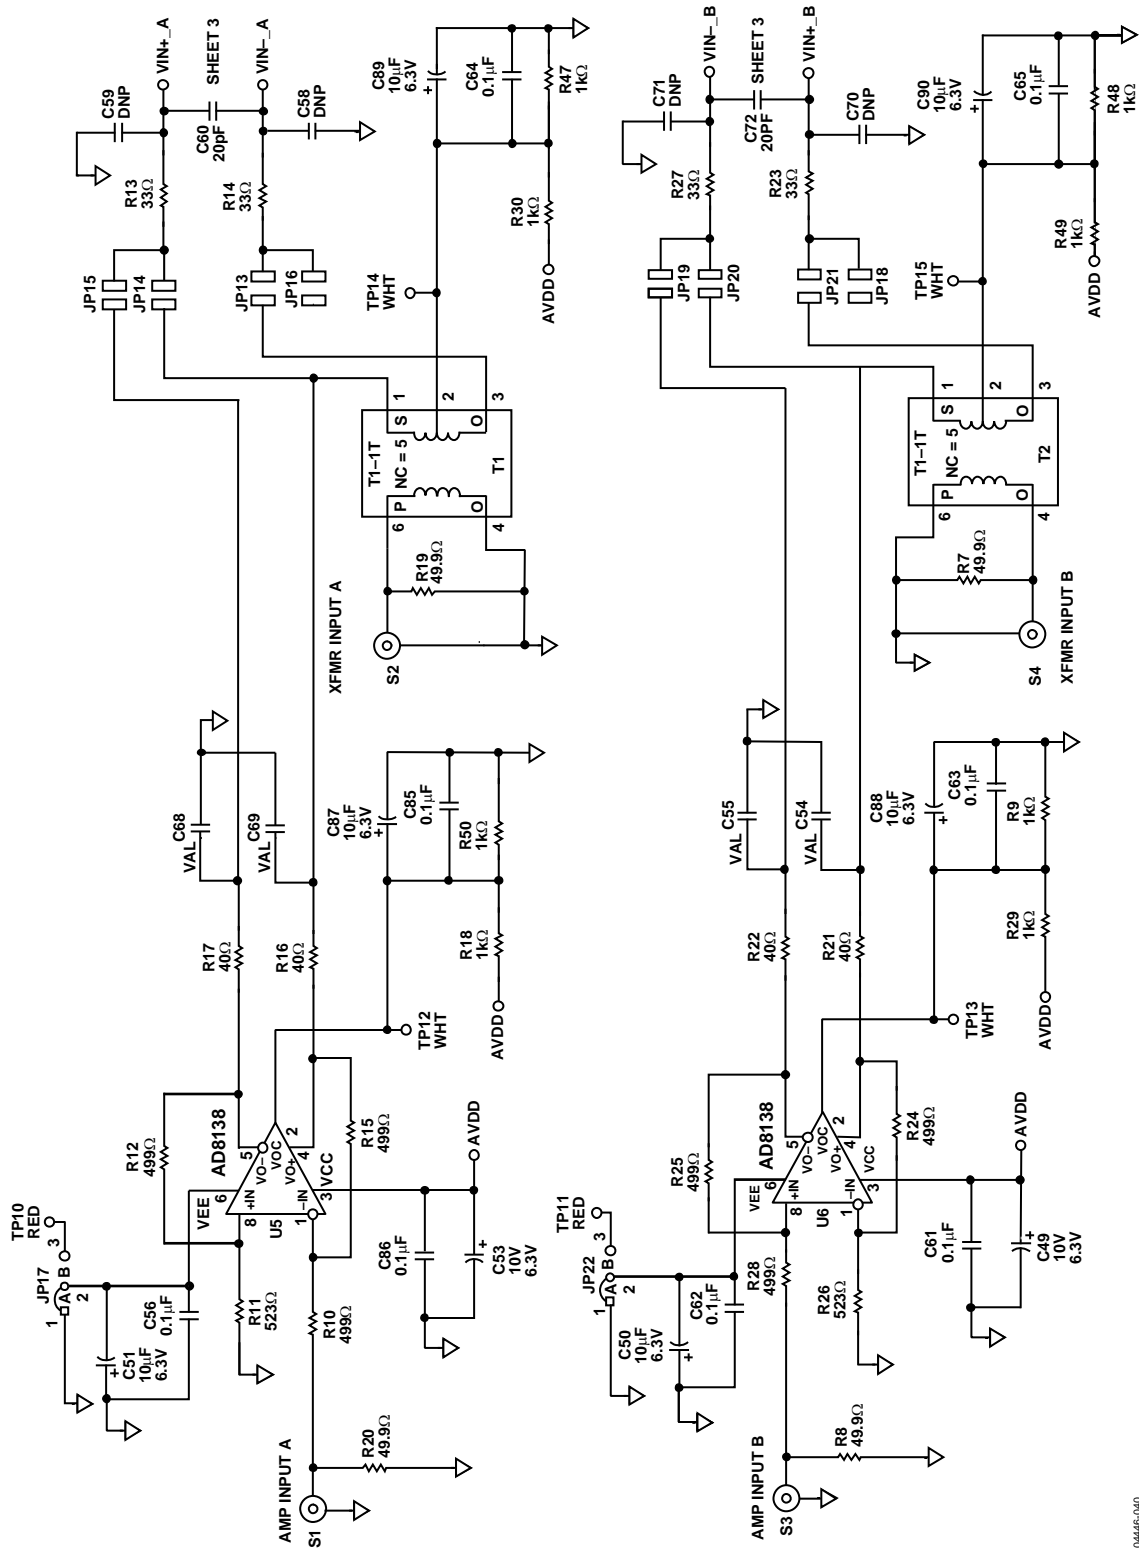 TP10
RED
JP17
1
A
B
3
2
C51
10µF
6.3V
+
C56
0.1µF
R12
499Ω
R11
523Ω
VEE
6
AD8138
8
+IN
5
VO–
VOC
2
VO+
4
–IN
1
3
VCC
U5
AMP INPUT A
S1
R20
49.9Ω
R10
499Ω
R15
499Ω
C86
0.1µF
C53
10V
6.3V
+
AVDD
R17
40Ω
R16
40Ω
C68
VAL
C69
VAL
TP12
WHT
C87
10µF
6.3V
+
C85
0.1µF
R18
1kΩ
R50
1kΩ
AVDD
XFMR INPUT A
S2
R19
49.9Ω
T1–1T
NC = 5
6
P
S
1
2
4
O
O
3
T1
JP15
JP14
JP13
JP16
R13
33Ω
R14
33Ω
C59
DNP
C60
20pF
C58
DNP
VIN+_A
SHEET 3
VIN–_A
TP14
WHT
C89
10µF
6.3V
+
C64
0.1µF
R30
1kΩ
R47
1kΩ
AVDD
TP11
RED
JP22
1
A
B
3
2
C50
10µF
6.3V
+
C62
0.1µF
R25
499Ω
R28
499Ω
VEE
6
AD8138
8
+IN
5
VO–
VOC
2
VO+
4
–IN
1
3
VCC
U6
AMP INPUT B
S3
R8
49.9Ω
R26
523Ω
R24
499Ω
C61
0.1µF
C49
10V
6.3V
+
AVDD
R22
40Ω
R21
40Ω
C55
VAL
C54
VAL
TP13
WHT
C88
10µF
6.3V
+
C63
0.1µF
R29
1kΩ
R9
1kΩ
AVDD
XFMR INPUT B
S4
R7
49.9Ω
T1–1T
NC = 5
6
P
S
1
2
4
O
O
3
T2
JP19
JP20
JP21
JP18
R27
33Ω
R23
33Ω
C71
DNP
C72
20PF
C70
DNP
VIN–_B
SHEET 3
VIN+_B
TP15
WHT
C90
10µF
6.3V
+
C65
0.1µF
R49
1kΩ
R48
1kΩ
AVDD
04446-040